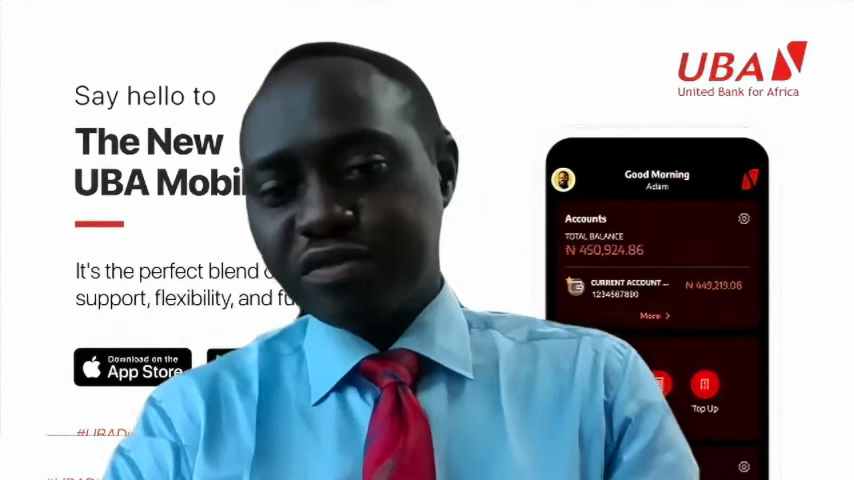 Say hello to
The New
UBA Mobil
It's the perfect blend
support, flexibility, and fu
Download on the
App Store
#UBADi
UBA
United Bank for Africa
Good Morning
Adam
Accounts
TOTAL BALANCE
₦ 450,924.86
CURRENT ACCOUNT ...
₦ 449,219.08
1234567890
More >
Top Up